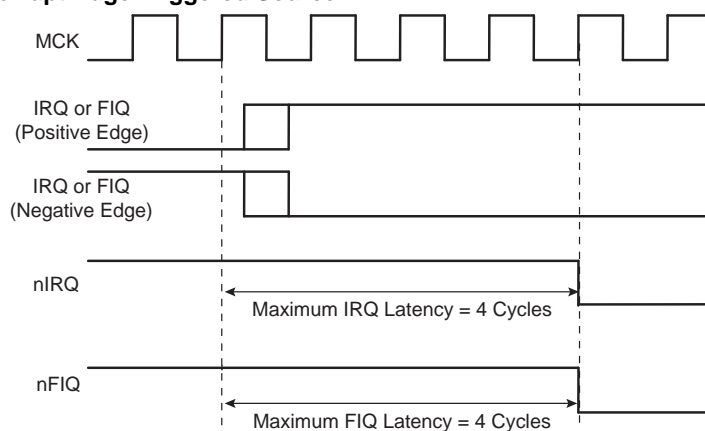 MCK
IRQ or FIQ
(Positive Edge)
IRQ or FIQ
(Negative Edge)
nIRQ
Maximum IRQ Latency = 4 Cycles
nFIQ
Maximum FIQ Latency = 4 Cycles